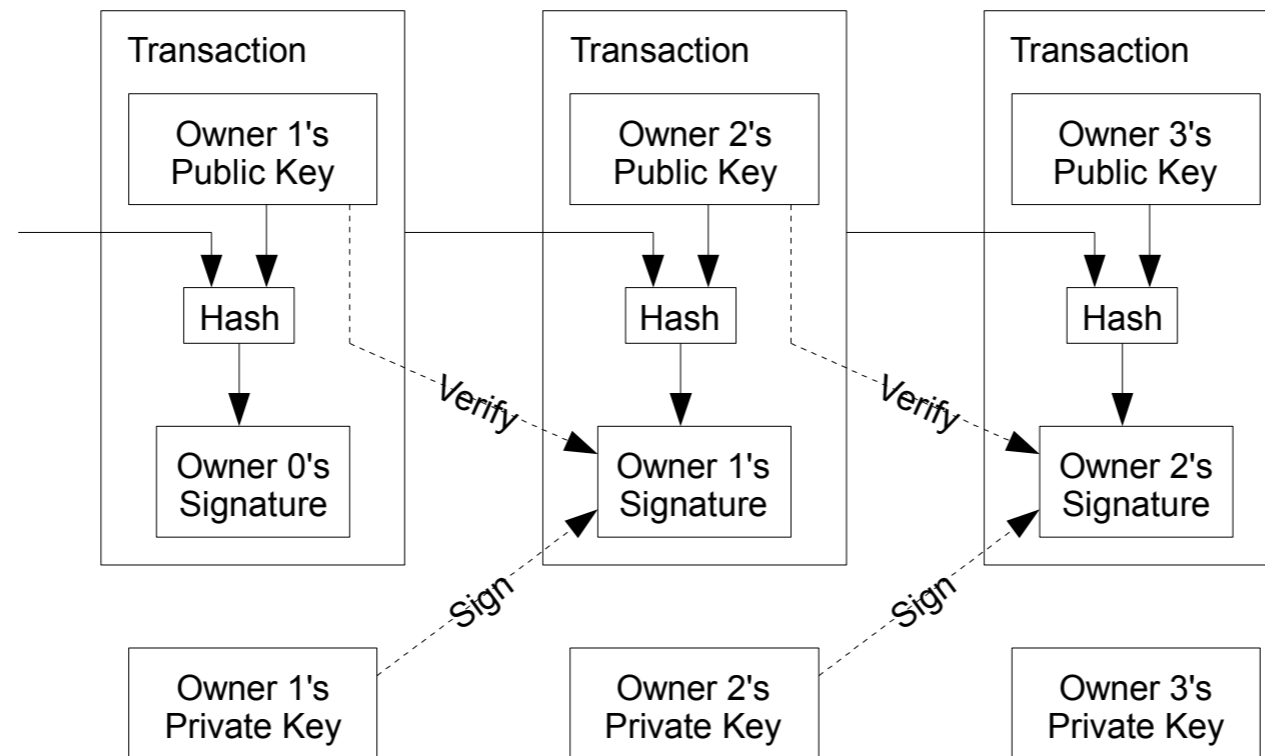 Transaction
Transaction
Transaction
Owner 1's
Public Key
Owner 2's
Public Key
Owner 3's
Public Key
Hash
Hash
Hash
Verify
Verify
Owner 0's
Signature
Owner 1's
Signature
Owner 2's
Signature
Sign
Sign
Owner 1's
Private Key
Owner 2's
Private Key
Owner 3's
Private Key